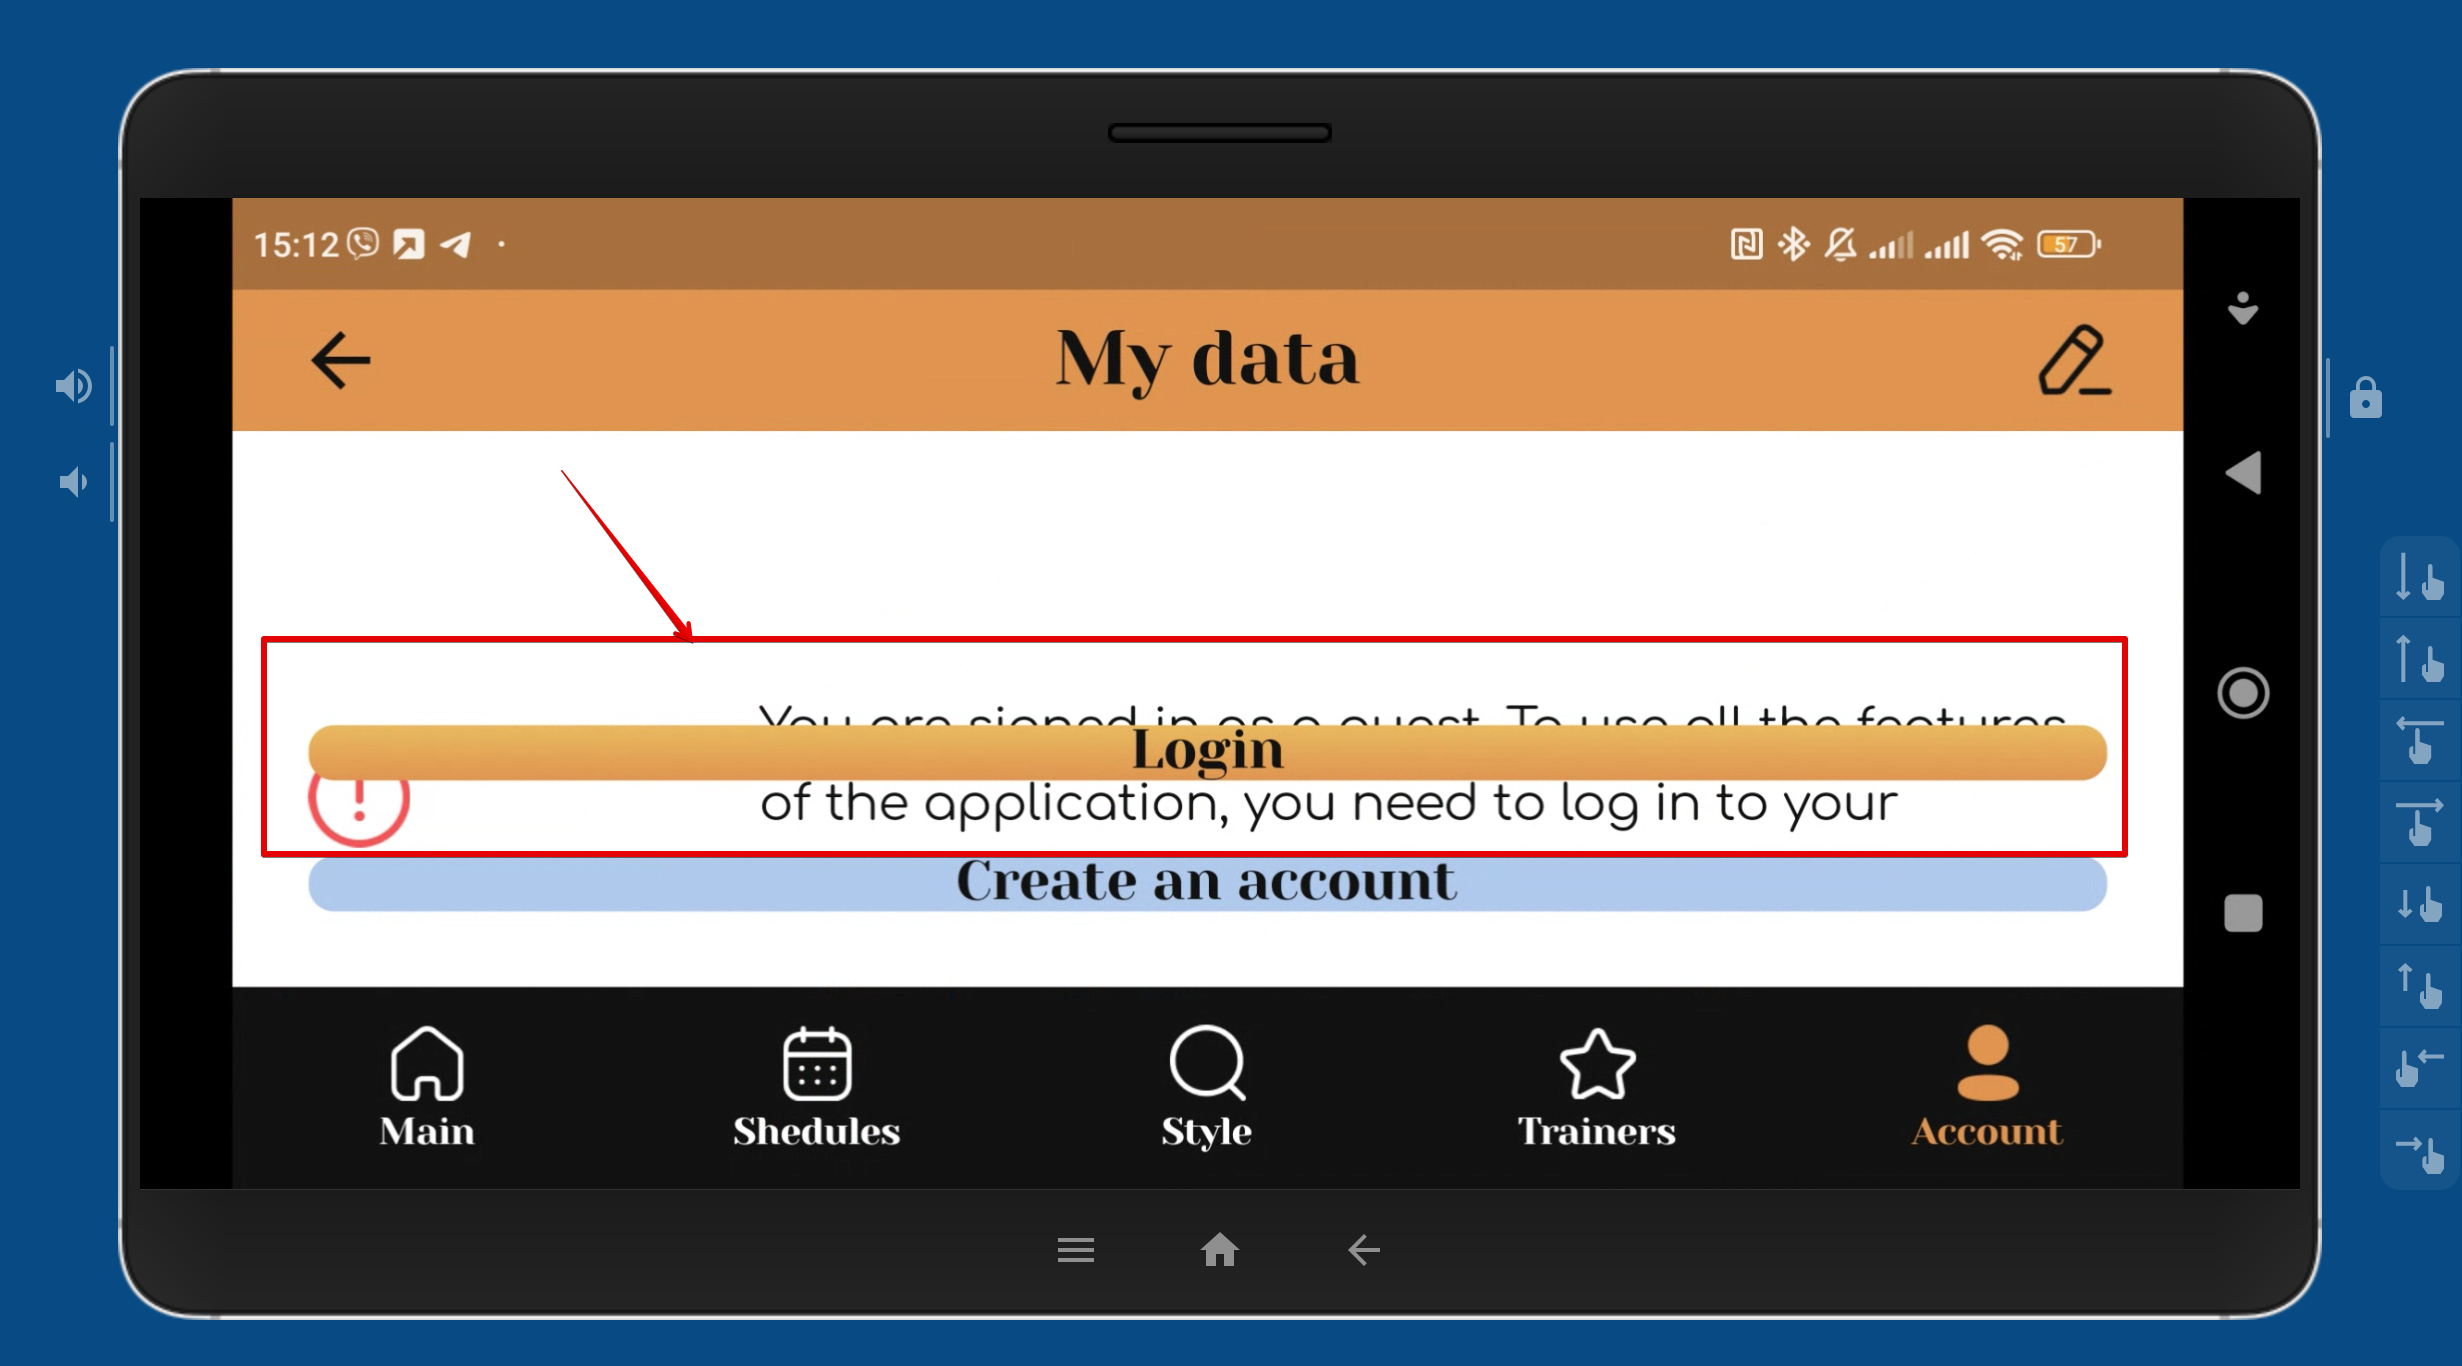 15:12
57
My data
You are signed in as a guest. To use all the features
Login
of the application, you need to log in to your
Create an account
Main
Shedules
Style
Trainers
Account